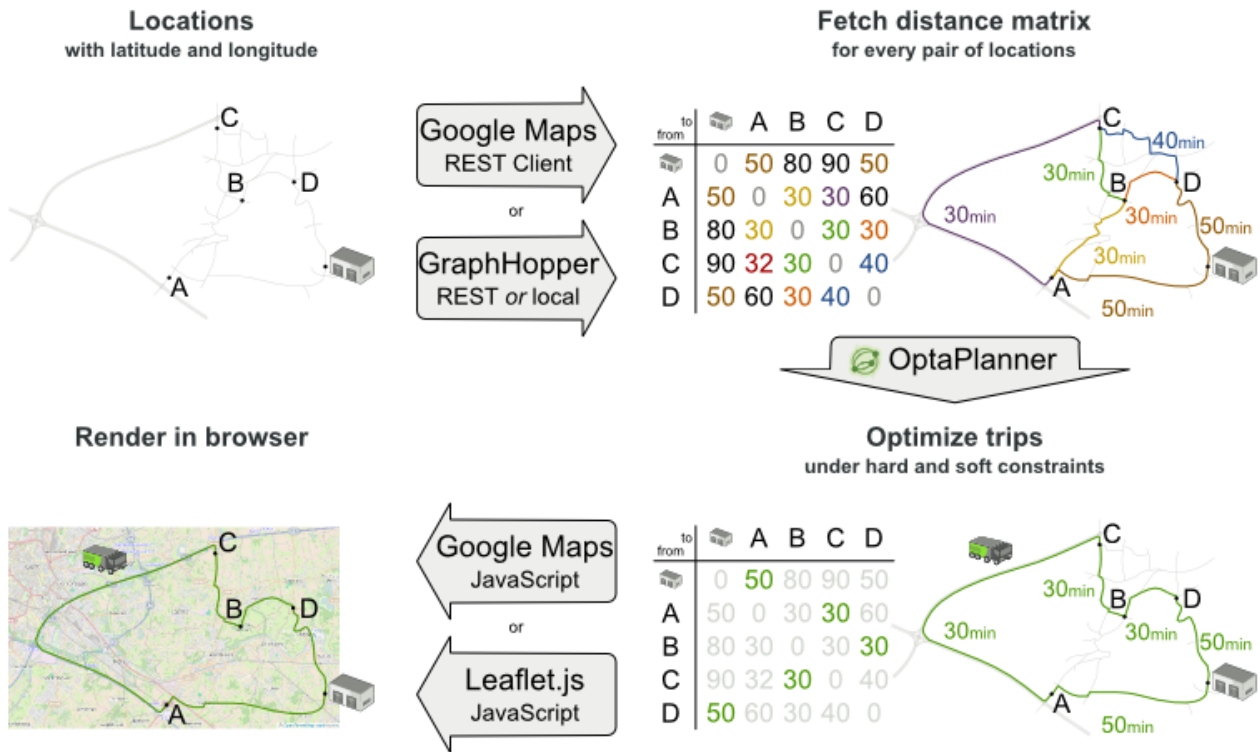 Locations
with latitude and longitude
C
B
D
A
Google Maps
REST Client
or
GraphHopper
REST or local
Fetch distance matrix
for every pair of locations
to
from
A B C D
0 50 80 90 50
A 50 0 30 30 60
B 80 30 0 30 30
C 90 32 30 0 40
D 50 60 30 40 0
C
40min
30min
D
B
30min
30min
50min
30min
A
50min
OptaPlanner
Render in browser
C
B
D
A
Google Maps
JavaScript
or
Leaflet.js
JavaScript
Optimize trips
under hard and soft constraints
to
from
A B C D
0 50 80 90 50
A 50 0 30 30 60
B 80 30 0 30 30
C 90 32 30 0 40
D 50 60 30 40 0
C
30min
D
B
30min
30min
50min
A
50min